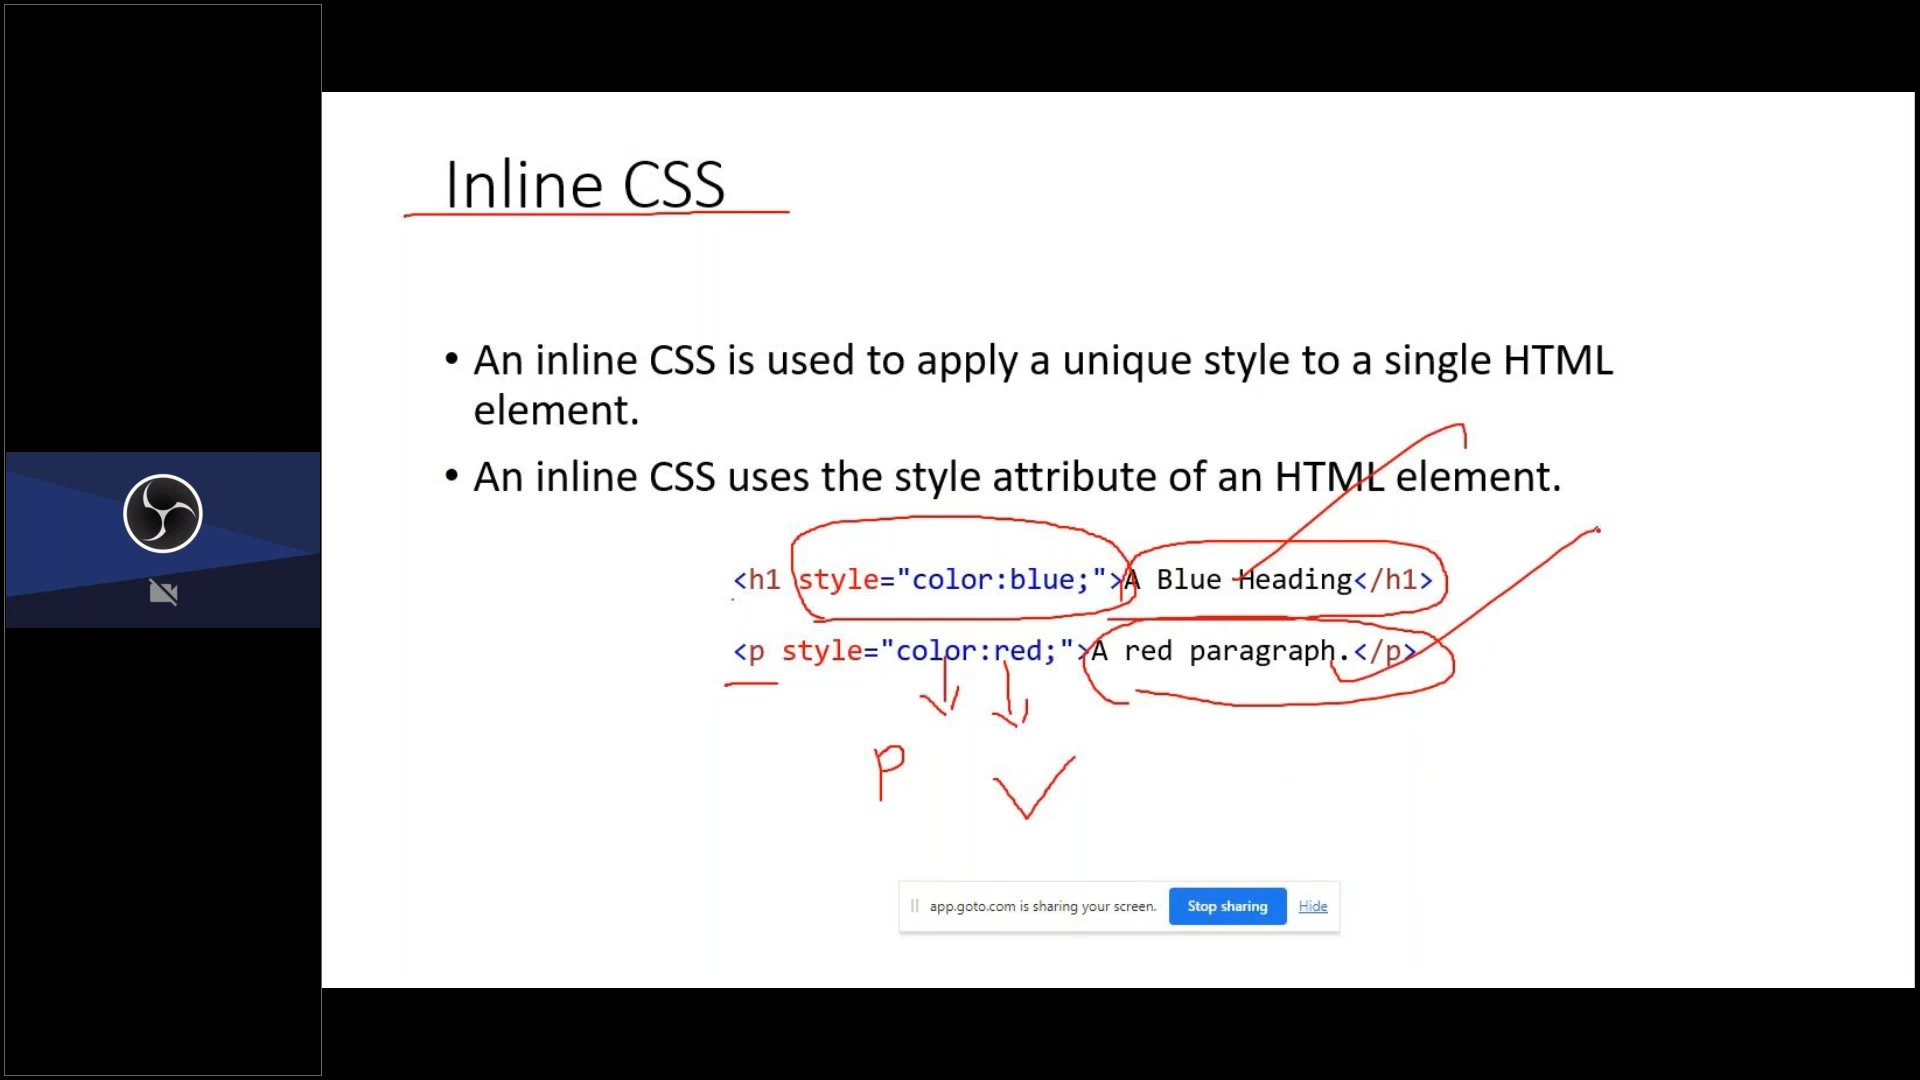 Inline CSS
• An inline CSS is used to apply a unique style to a single HTML
element.
• An inline CSS uses the style attribute of an HTML element.
<h1 style="color:blue;">A Blue Heading</h1>
<p style="color:red;">A red paragraph.</p>
P
app.goto.com is sharing your screen. Stop sharing Hide